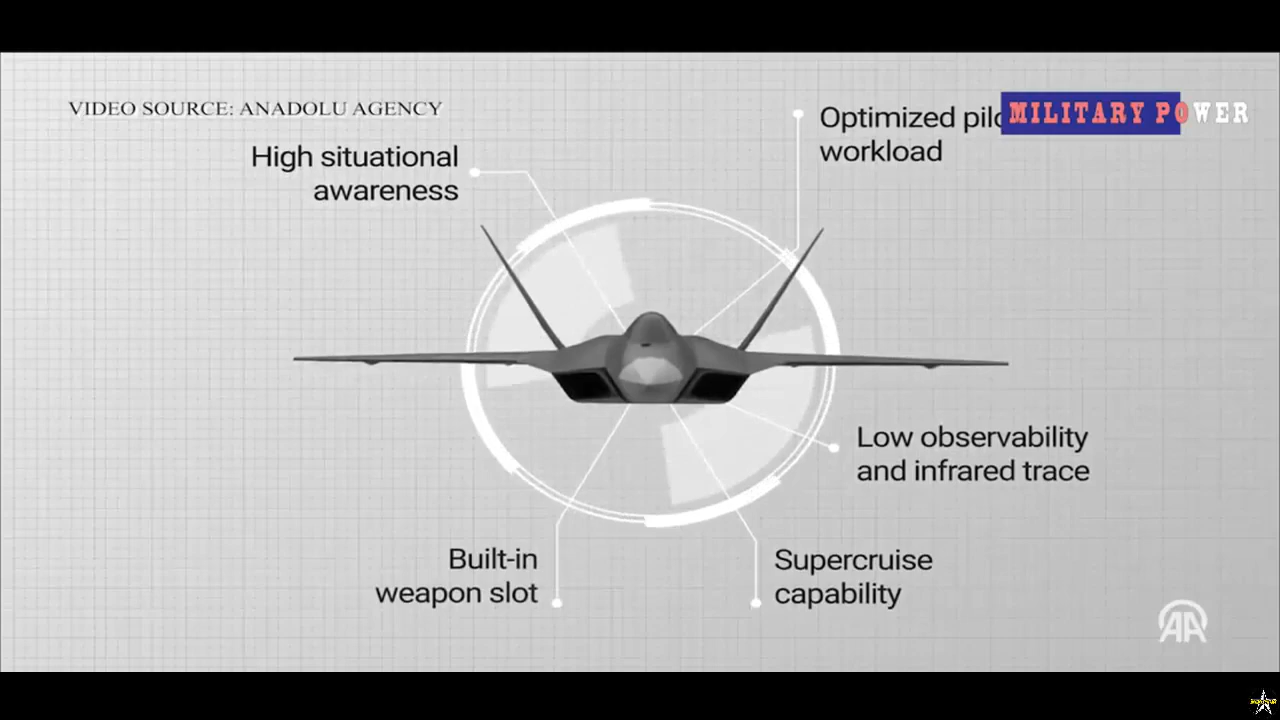 VIDEO SOURCE: ANADOLU AGENCY
MILITARY POWER
Optimized
workload
High situational
awareness
Low observability
and infrared trace
Built-in
weapon slot
Supercruise
capability
AA